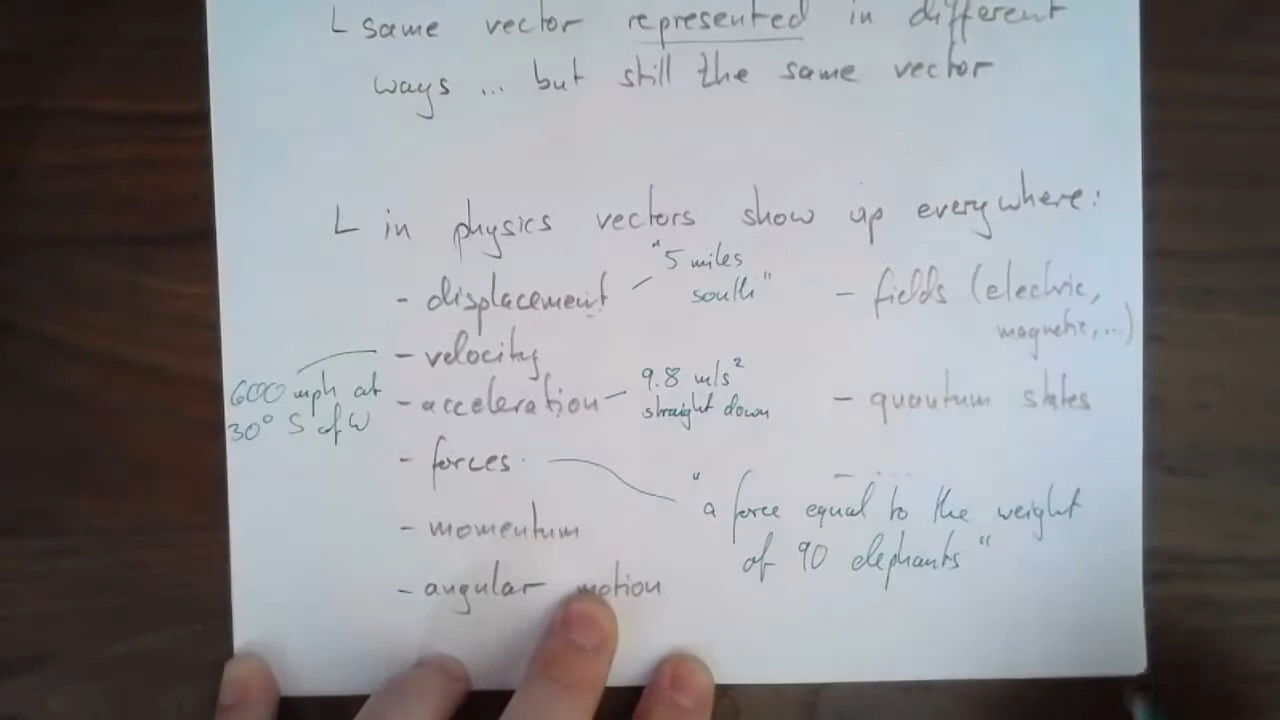 same vector represented in different
ways ... but still the same vector
in physics vectors show up everywhere:
- displacement
"5 miles
south"
- velocity
600 mph at
30° S of W
- acceleration
9.8 m/s²
straight down
- forces
"a force equal to the weight
of 90 elephants"
- momentum
- angular motion
- fields (electric,
magnetic, ...)
- quantum states
- ...